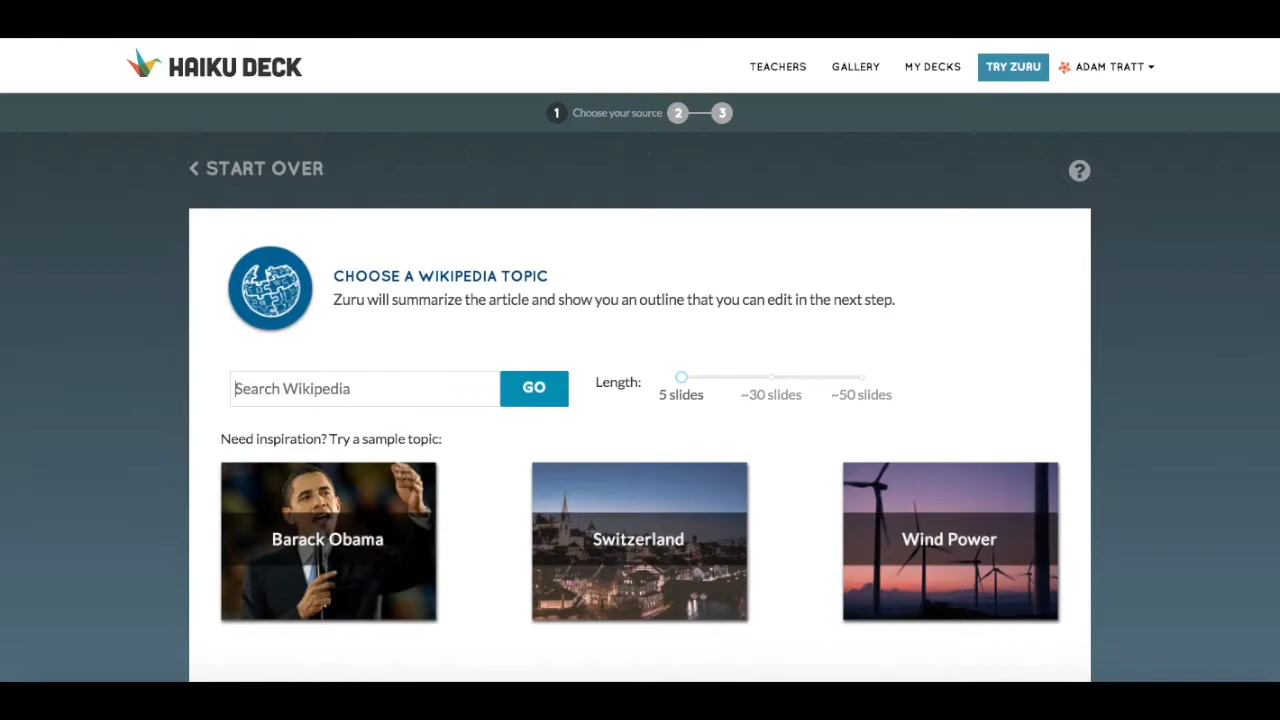 HAIKU DECK
TEACHERS GALLERY MY DECKS TRY ZURU ADAM TRATT
1 Choose your source 2 3
START OVER
?
CHOOSE A WIKIPEDIA TOPIC
Zuru will summarize the article and show you an outline that you can edit in the next step.
Search Wikipedia GO Length:
5 slides ~30 slides ~50 slides
Need inspiration? Try a sample topic:
Barack Obama Switzerland Wind Power